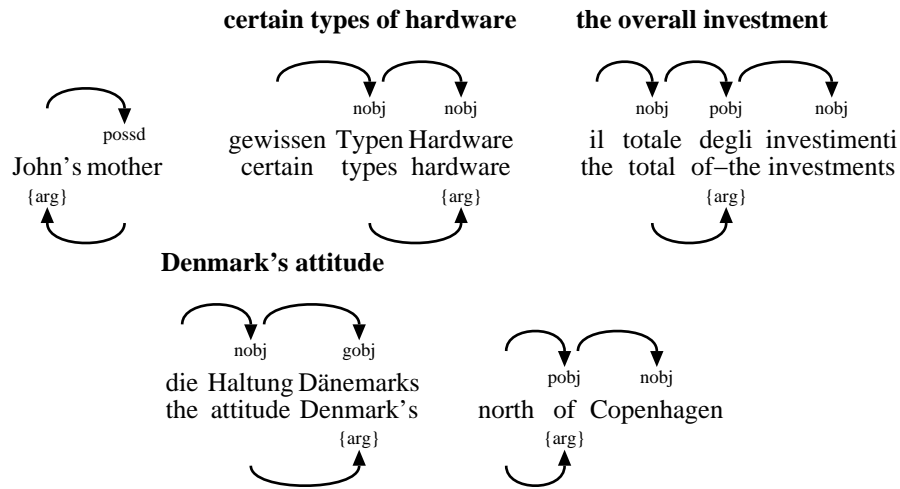 certain types of hardware
the overall investment
possd
John's mother
{arg}
nobj nobj
gewissen Typen Hardware
certain types hardware
{arg}
nobj pobj nobj
il totale degli investimenti
the total of–the investments
{arg}
Denmark's attitude
nobj gobj
die Haltung Dänemarks
the attitude Denmark's
{arg}
pobj nobj
north of Copenhagen
{arg}